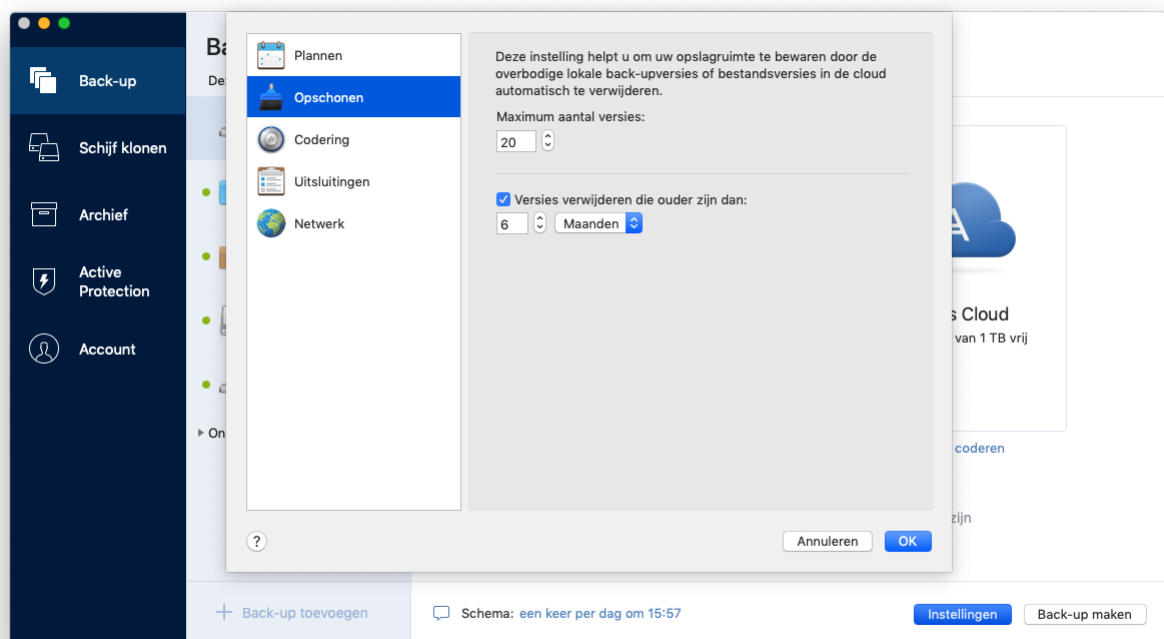 Back-up
Schijf klonen
Archief
Active
Protection
Account
Plannen
Opschonen
Codering
Uitsluitingen
Netwerk
Deze instelling helpt u om uw opslagruimte te bewaren door de
overbodige lokale back-upversies of bestandsversies in de cloud
automatisch te verwijderen.
Maximum aantal versies:
20
Versies verwijderen die ouder zijn dan:
6 Maanden
?
Annuleren OK
Cloud
van 1 TB vrij
coderen
zijn
Back-up toevoegen
Schema: een keer per dag om 15:57
Instellingen Back-up maken